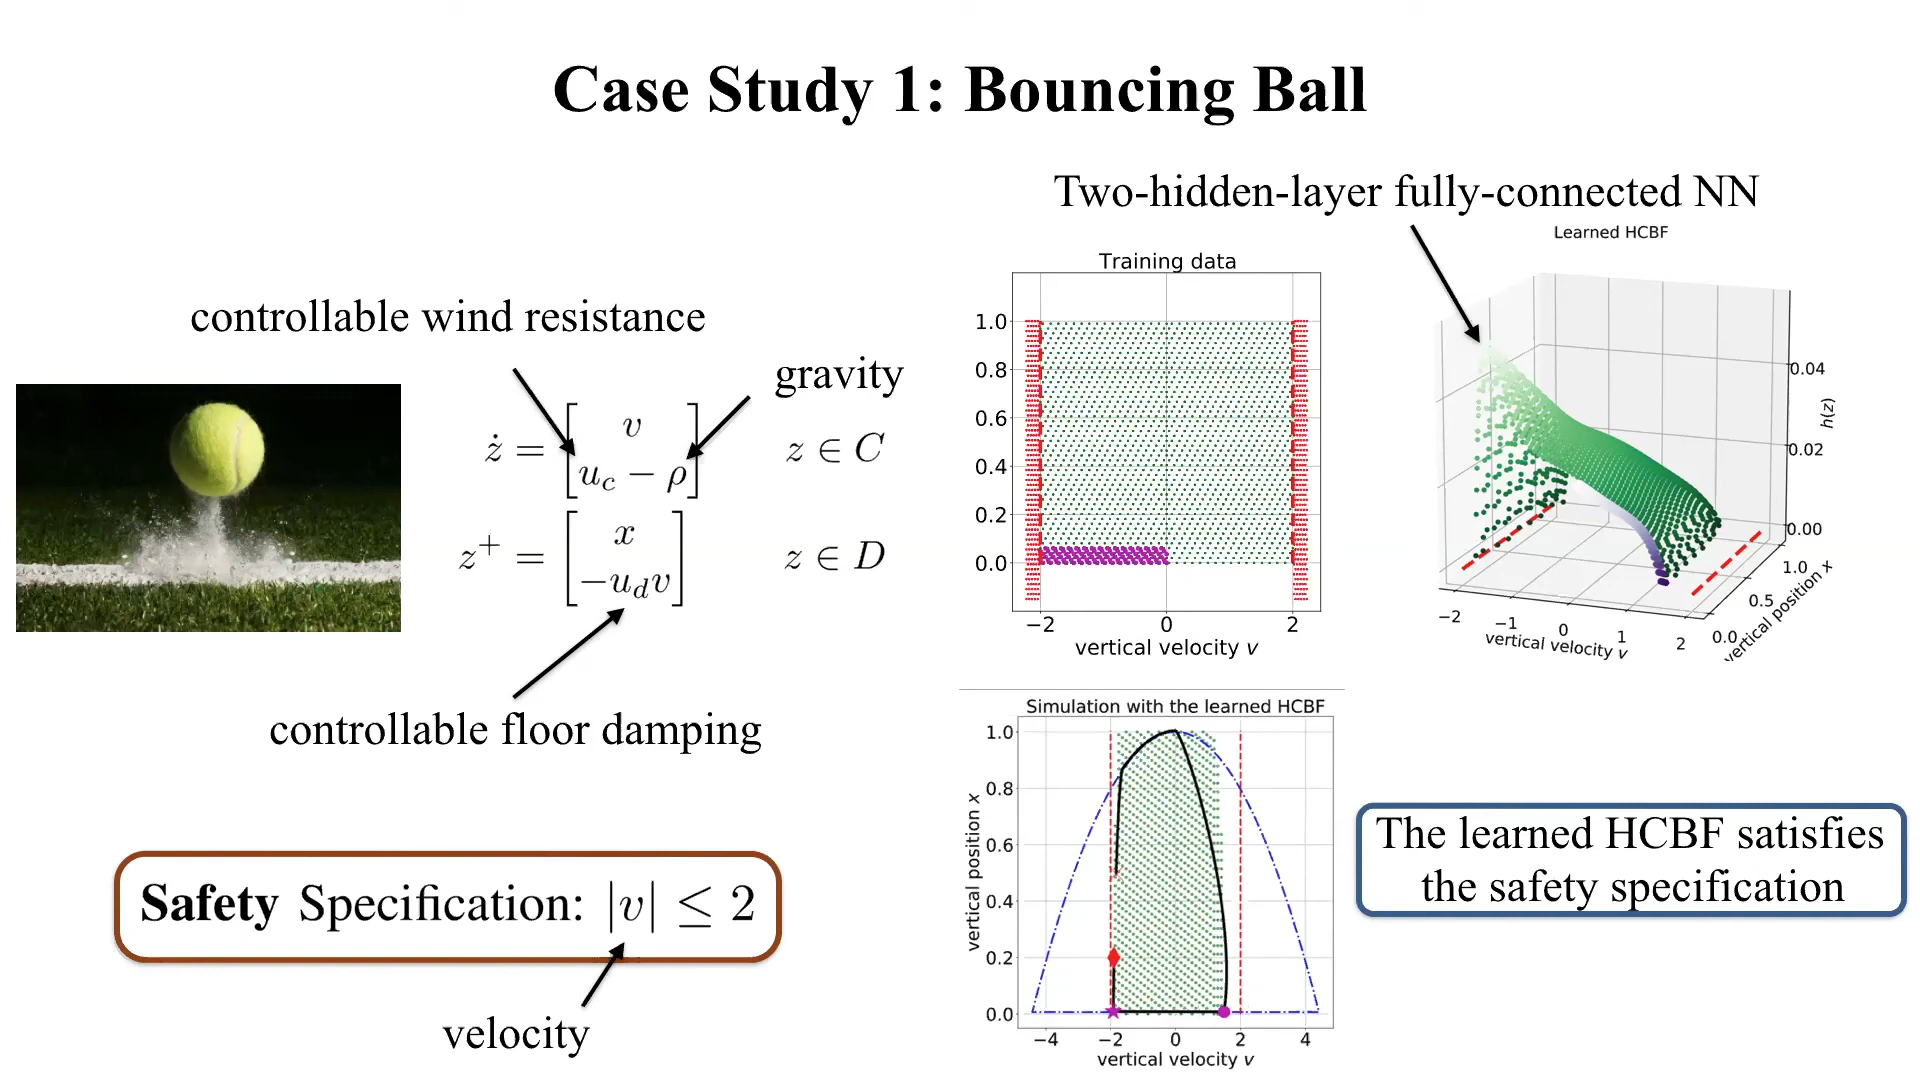 Case Study 1: Bouncing Ball
Two-hidden-layer fully-connected NN
controllable wind resistance
gravity
ż = [ v
u_c − ρ ] z ∈ C
z⁺ = [ x
−u_d v ] z ∈ D
controllable floor damping
Safety Specification: |v| ≤ 2
velocity
Training data
1.0
0.8
0.6
0.4
0.2
0.0
−2 0 2
vertical velocity v
Learned HCBF
0.04
0.02
0.00
h(z)
−2 −1 0 1 2
vertical velocity v
0.0 0.5 1.0
vertical position x
Simulation with the learned HCBF
1.0
0.8
0.6
0.4
0.2
0.0
vertical position x
−4 −2 0 2 4
vertical velocity v
The learned HCBF satisfies
the safety specification